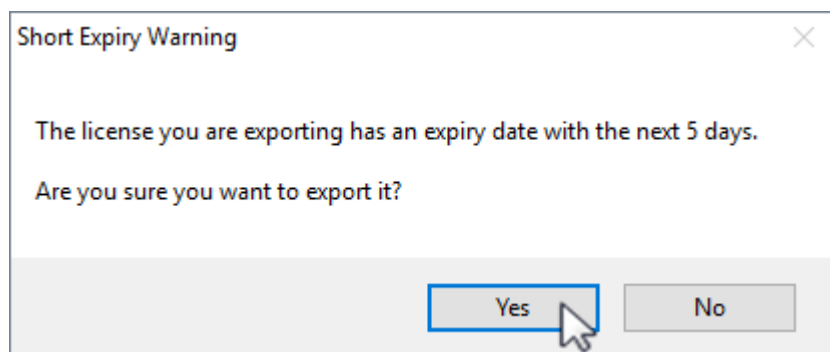 Short Expiry Warning
The license you are exporting has an expiry date with the next 5 days.
Are you sure you want to export it?
Yes
No